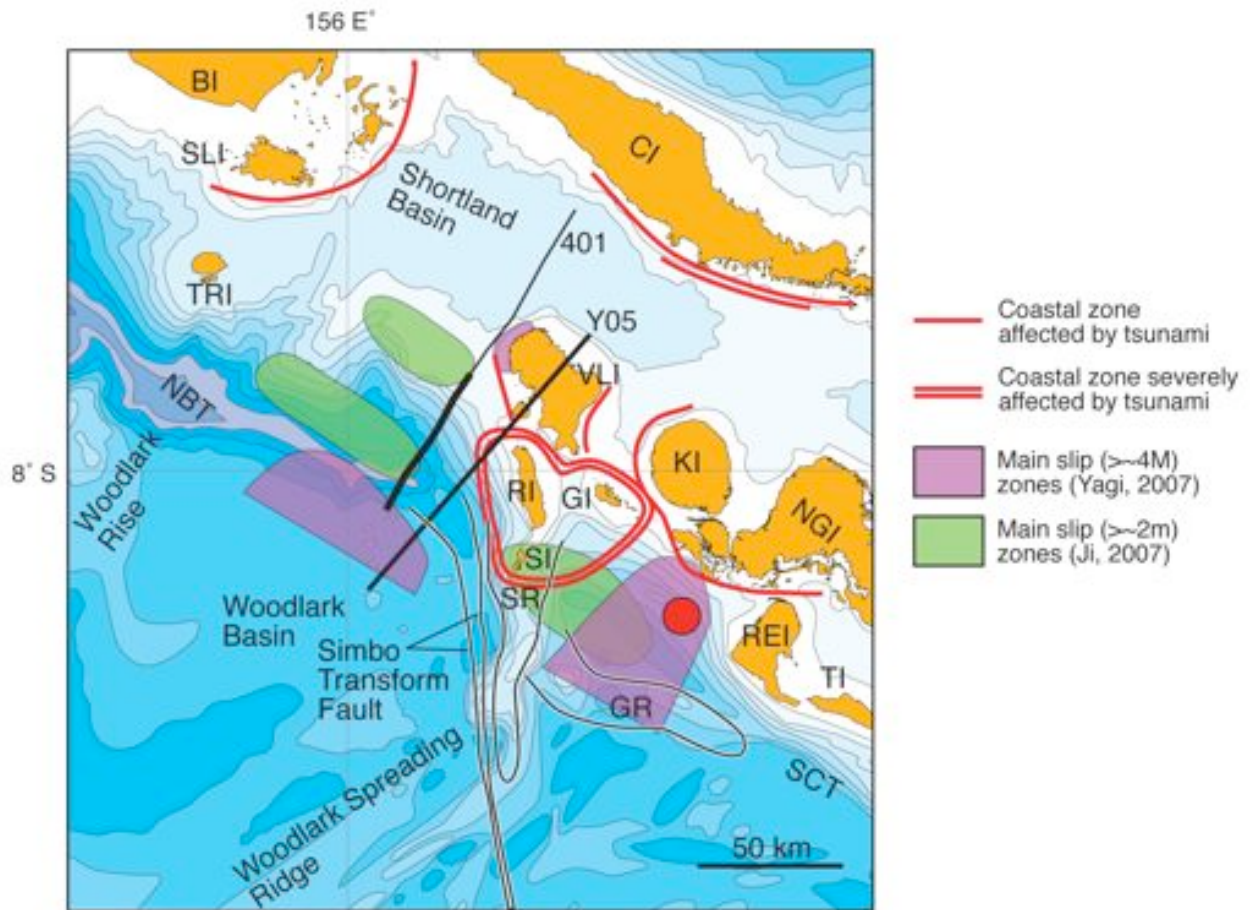 156 E°
BI
SLI
CI
Shortland
Basin
401
TRI
Y05
VLI
NBT
8° S
Woodlark
Rise
RI
GI
KI
NGI
SI
SR
Woodlark
Basin
Simbo
Transform
Fault
REI
TI
GR
SCT
Woodlark Spreading
Ridge
50 km
Coastal zone
affected by tsunami
Coastal zone severely
affected by tsunami
Main slip (>~4M)
zones (Yagi, 2007)
Main slip (>~2m)
zones (Ji, 2007)